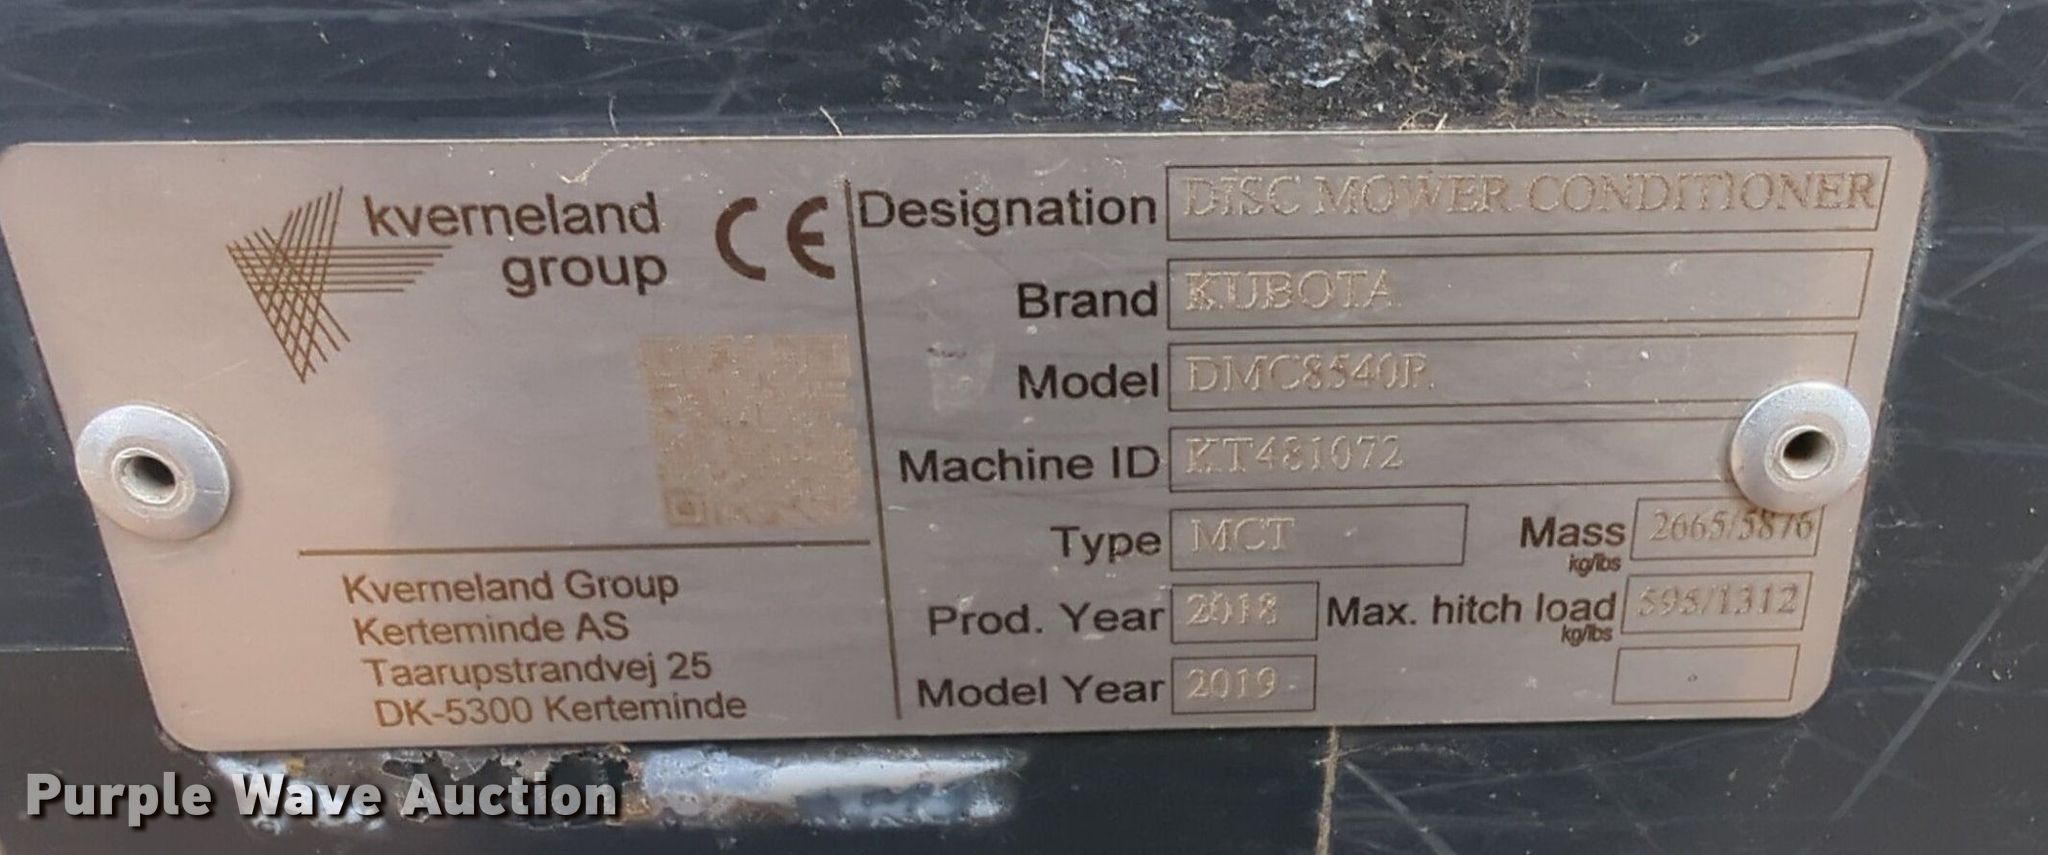 kverneland
group
CE
Designation DISC MOWER CONDITIONER
Brand KUBOTA
Model DMC8540R
Machine ID KT481072
Type MCT Mass kg/lbs 2665/5876
Prod. Year 2018 Max. hitch load kg/lbs 595/1312
Model Year 2019
Kverneland Group
Kerteminde AS
Taarupstrandvej 25
DK-5300 Kerteminde
Purple Wave Auction